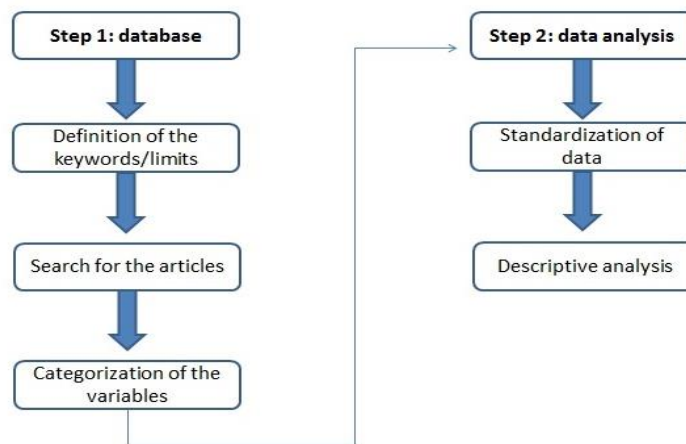 Step 1: database
Definition of the
keywords/limits
Search for the articles
Categorization of the
variables
Step 2: data analysis
Standardization of
data
Descriptive analysis